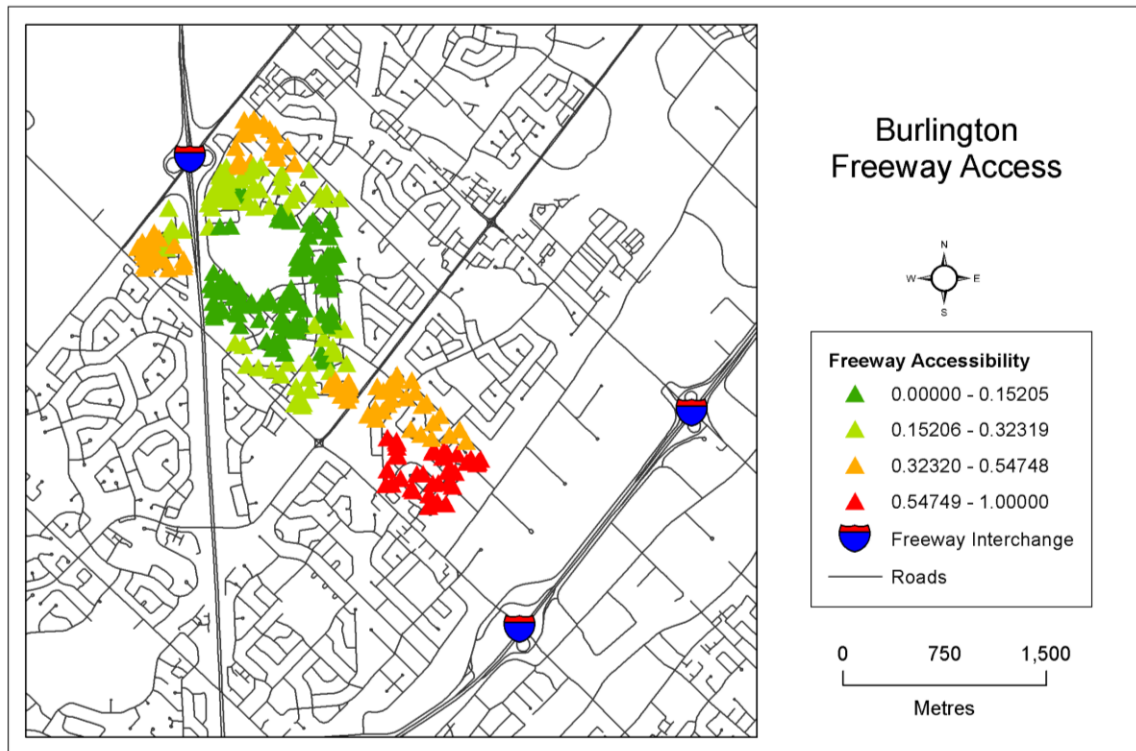 Burlington
Freeway Access
N
W
E
S
Freeway Accessibility
0.00000 - 0.15205
0.15206 - 0.32319
0.32320 - 0.54748
0.54749 - 1.00000
Freeway Interchange
Roads
0 750 1,500
Metres